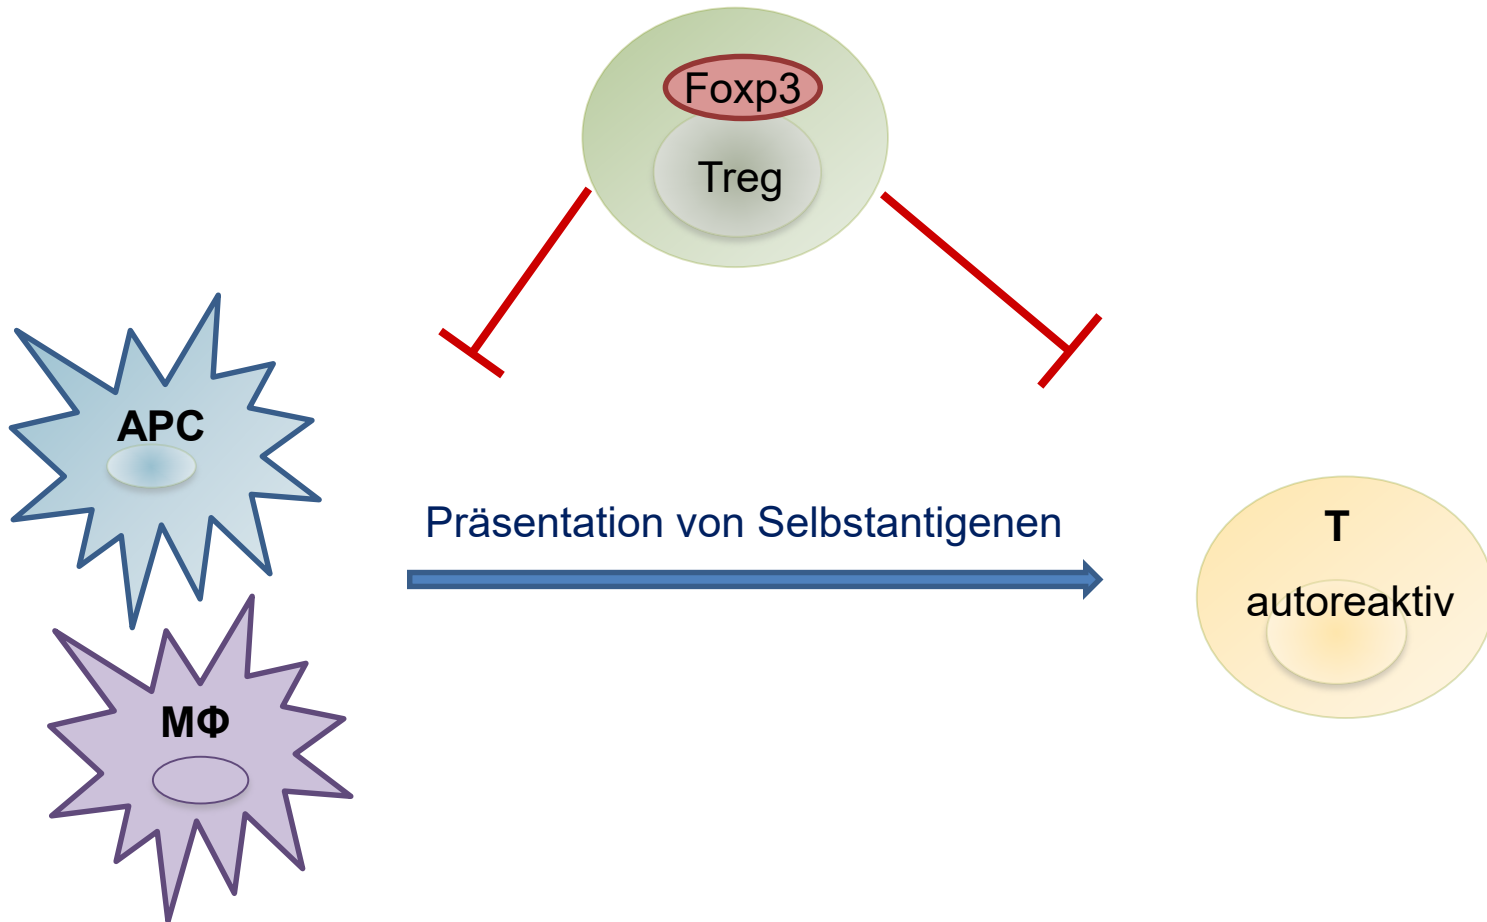 Foxp3
Treg
APC
Präsentation von Selbstantigenen
T
autoreaktiv
MΦ